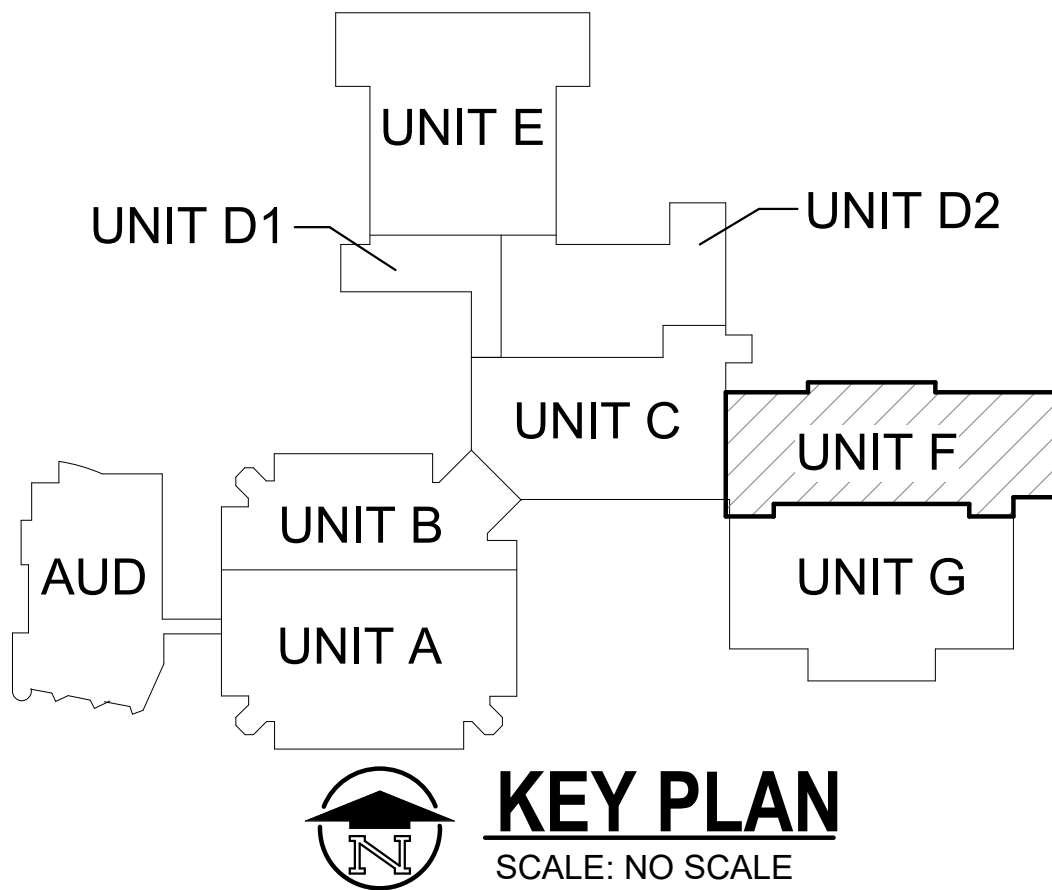 UNIT E
UNIT D1
UNIT D2
UNIT C
UNIT F
UNIT B
AUD
UNIT G
UNIT A
N
KEY PLAN
SCALE: NO SCALE